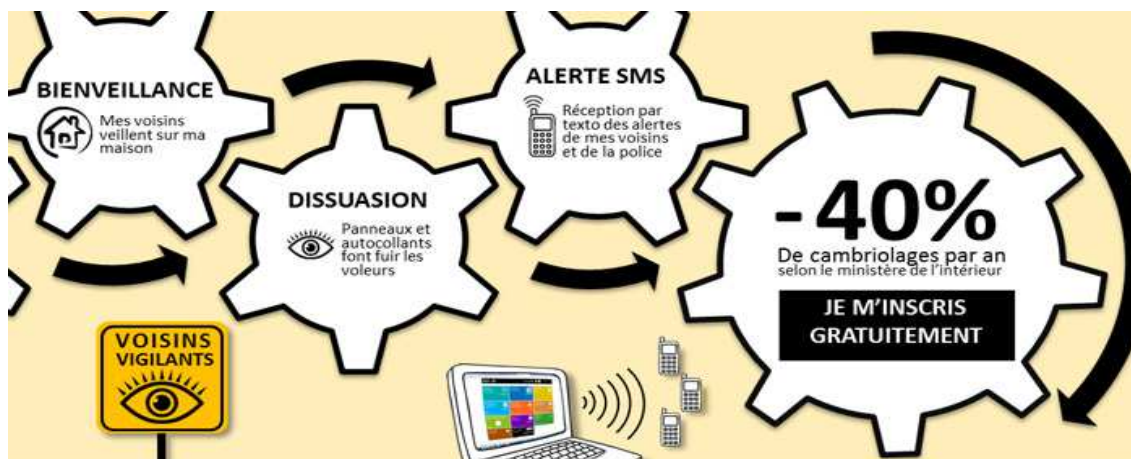 BIENVEILLANCE
Mes voisins
veillent sur ma
maison
DISSUASION
Panneaux et
autocollants
font fuir les
voleurs
ALERTE SMS
Réception par
texto des alertes
de mes voisins
et de la police
-40%
De cambriolages par an
selon le ministère de l'intérieur
JE M'INSCRIS
GRATUITEMENT
VOISINS
VIGILANTS